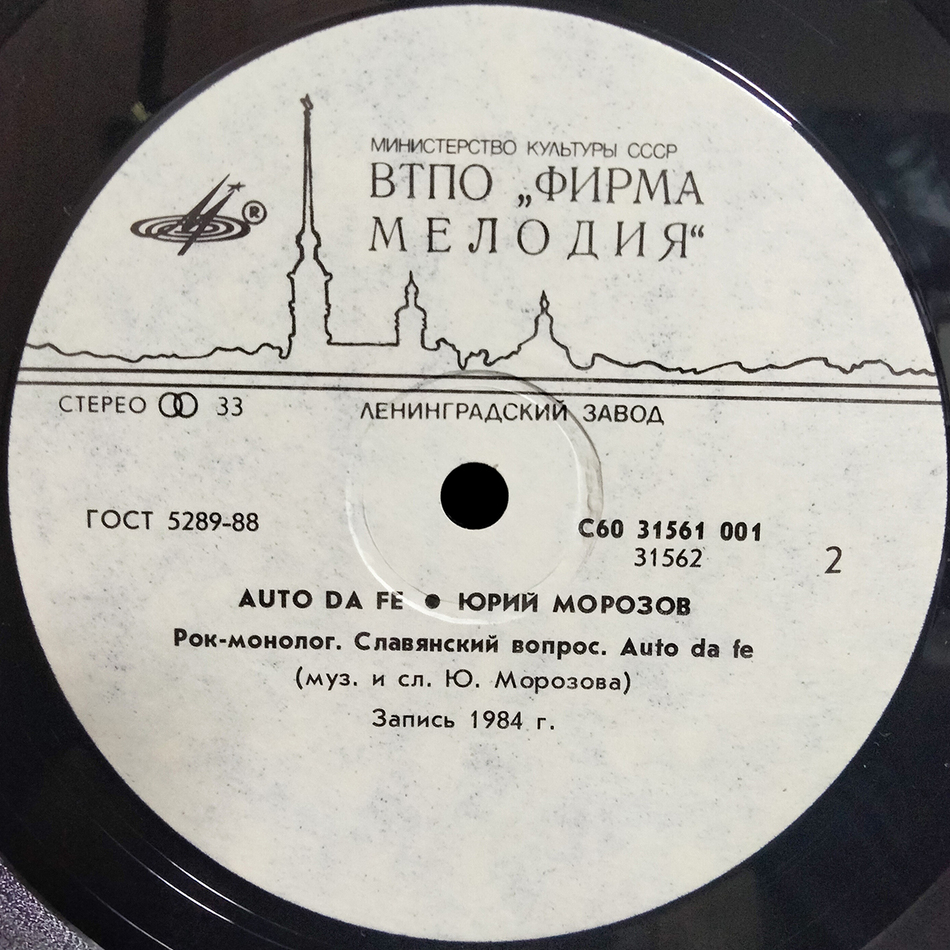 МИНИСТЕРСТВО КУЛЬТУРЫ СССР
ВТПО „ФИРМА
МЕЛОДИЯ“
®
СТЕРЕО 33
ЛЕНИНГРАДСКИЙ ЗАВОД
ГОСТ 5289-88
С60 31561 001
31562
2
AUTO DA FE ● ЮРИЙ МОРОЗОВ
Рок-монолог. Славянский вопрос. Auto da fe
(муз. и сл. Ю. Морозова)
Запись 1984 г.